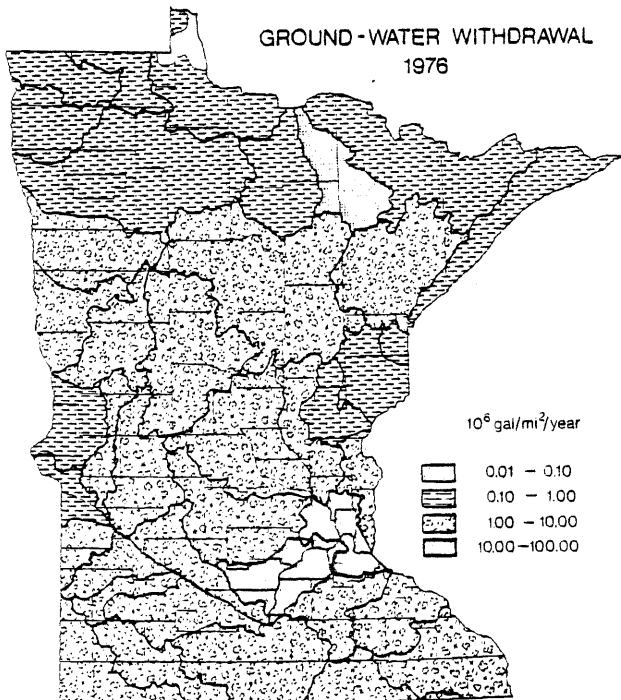 GROUND-WATER WITHDRAWAL
1976
10⁶ gal/mi²/year
0.01 – 0.10
0.10 – 1.00
1.00 – 10.00
10.00–100.00